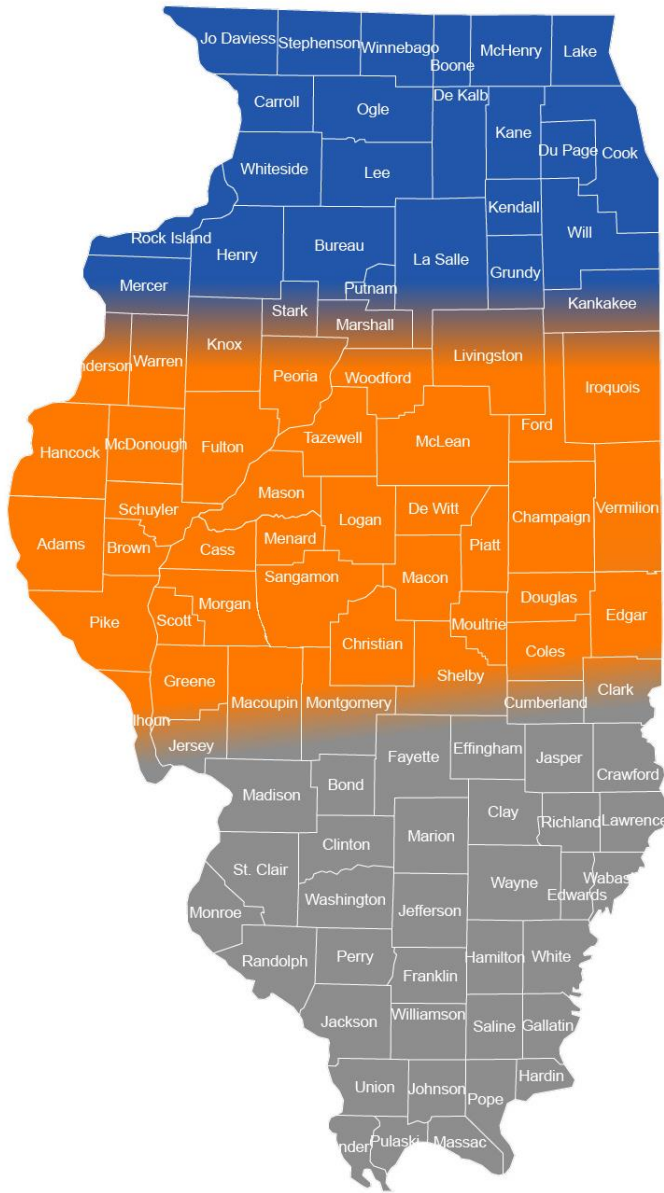 Jo Daviess
Stephenson
Winnebago
Boone
McHenry
Lake
Carroll
Ogle
De Kalb
Kane
Du Page
Cook
Whiteside
Lee
Kendall
Will
Rock Island
Henry
Bureau
La Salle
Grundy
Mercer
Putnam
Kankakee
Stark
Marshall
Knox
Livingston
nderson
Warren
Peoria
Woodford
Iroquois
Hancock
McDonough
Fulton
Tazewell
McLean
Ford
Mason
Schuyler
Logan
De Witt
Champaign
Vermilion
Adams
Brown
Cass
Menard
Piatt
Sangamon
Macon
Pike
Scott
Morgan
Christian
Moultrie
Douglas
Edgar
Coles
Greene
Macoupin
Montgomery
Shelby
Cumberland
Clark
lhoun
Jersey
Fayette
Effingham
Jasper
Crawford
Madison
Bond
Clay
Richland
Lawrence
Clinton
Marion
St. Clair
Washington
Wayne
Edwards
Wabas
Monroe
Jefferson
Randolph
Perry
Franklin
Hamilton
White
Jackson
Williamson
Saline
Gallatin
Union
Johnson
Pope
Hardin
nder
Pulaski
Massac